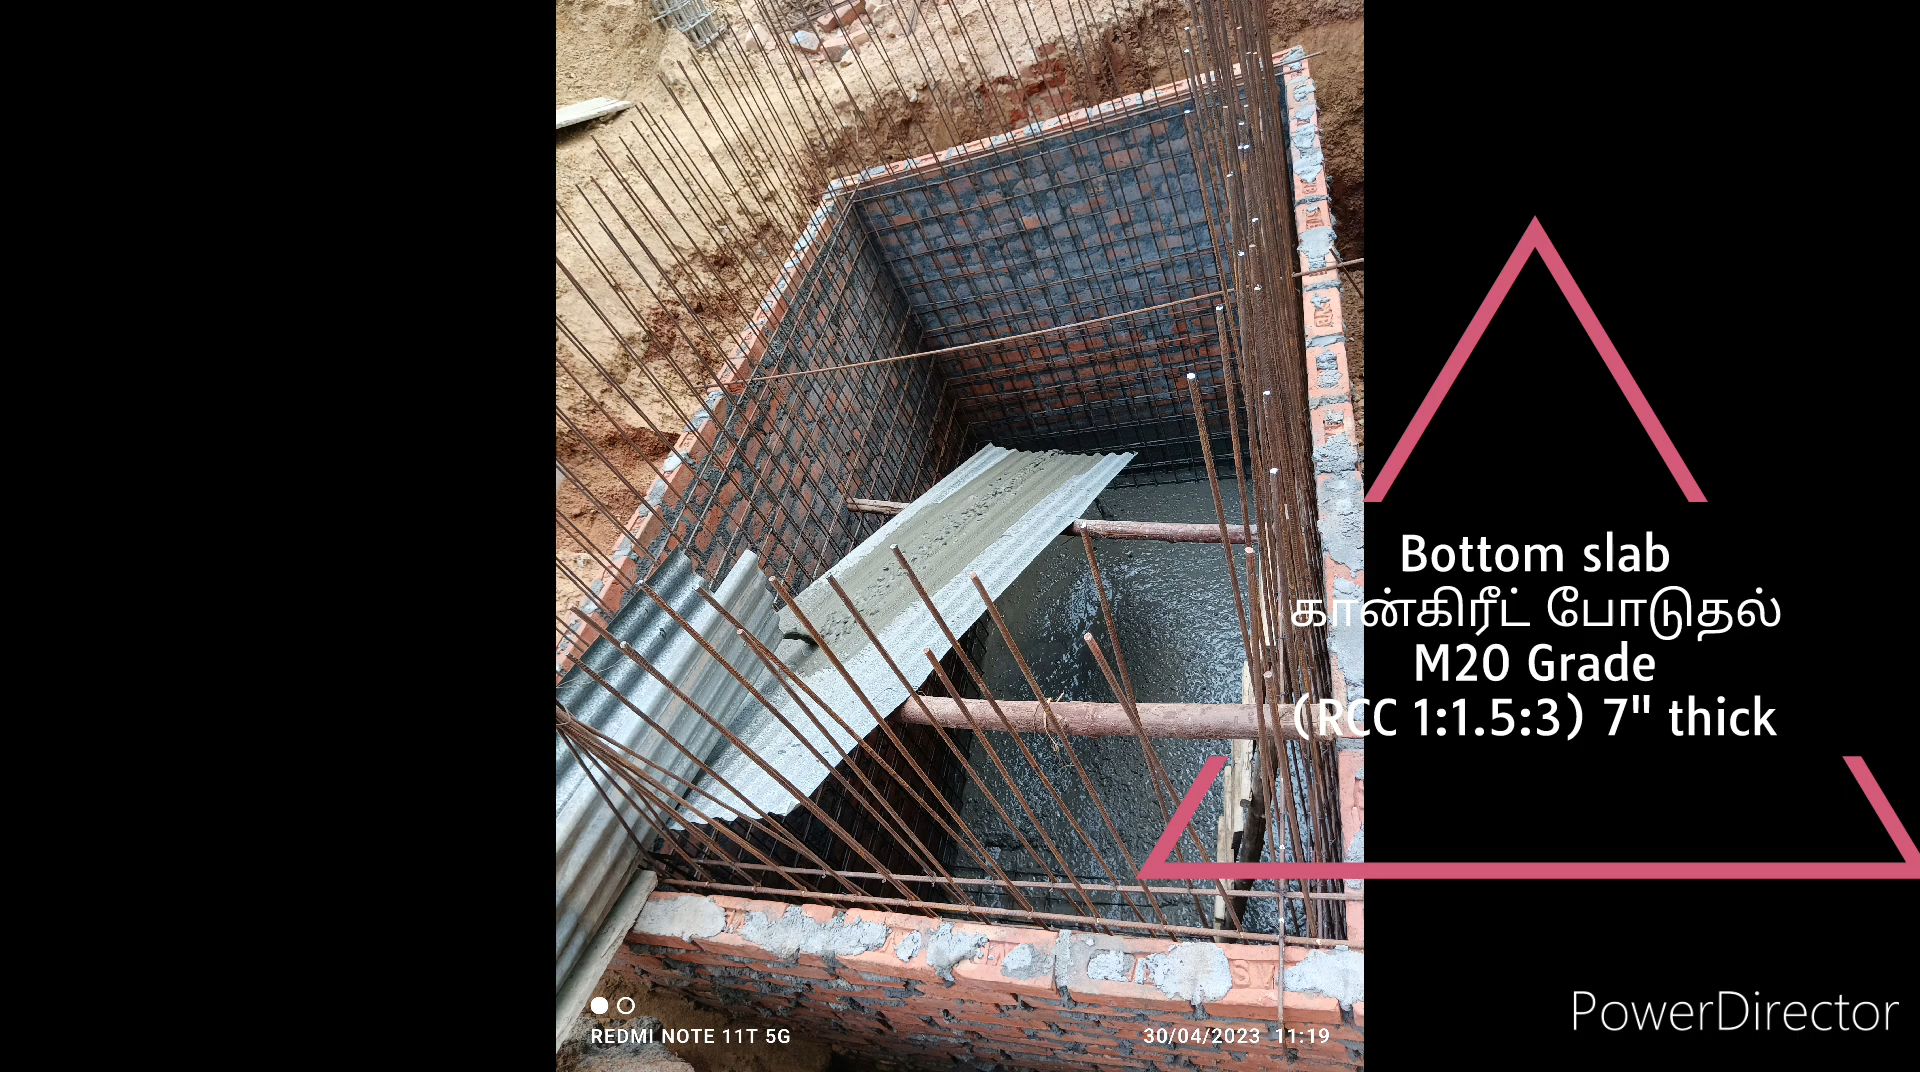 Bottom slab
கான்கிரீட் போடுதல்
M20 Grade
(RCC 1:1.5:3) 7" thick
REDMI NOTE 11T 5G
30/04/2023 11:19
PowerDirector